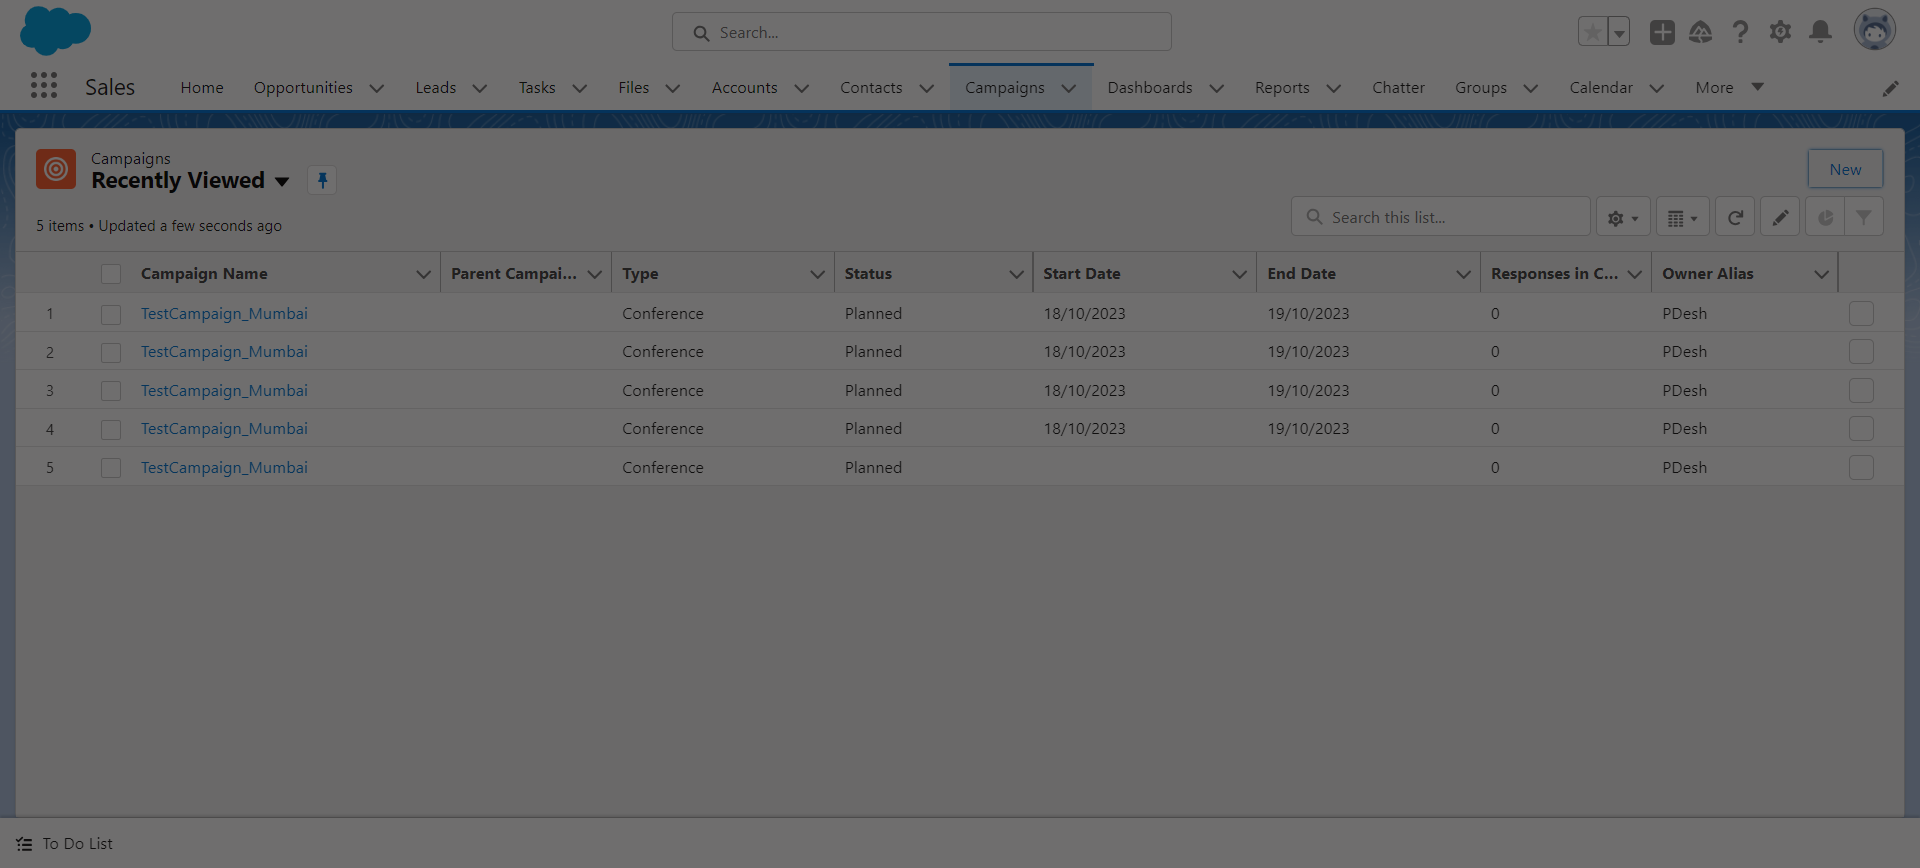 Search...
Sales
Home
Opportunities
Leads
Tasks
Files
Accounts
Contacts
Campaigns
Dashboards
Reports
Chatter
Groups
Calendar
More
Campaigns
Recently Viewed
New
5 items • Updated a few seconds ago
Search this list...
Campaign Name Parent Campai... Type Status Start Date End Date Responses in C... Owner Alias
1 TestCampaign_Mumbai Conference Planned 18/10/2023 19/10/2023 0 PDesh
2 TestCampaign_Mumbai Conference Planned 18/10/2023 19/10/2023 0 PDesh
3 TestCampaign_Mumbai Conference Planned 18/10/2023 19/10/2023 0 PDesh
4 TestCampaign_Mumbai Conference Planned 18/10/2023 19/10/2023 0 PDesh
5 TestCampaign_Mumbai Conference Planned 0 PDesh
To Do List